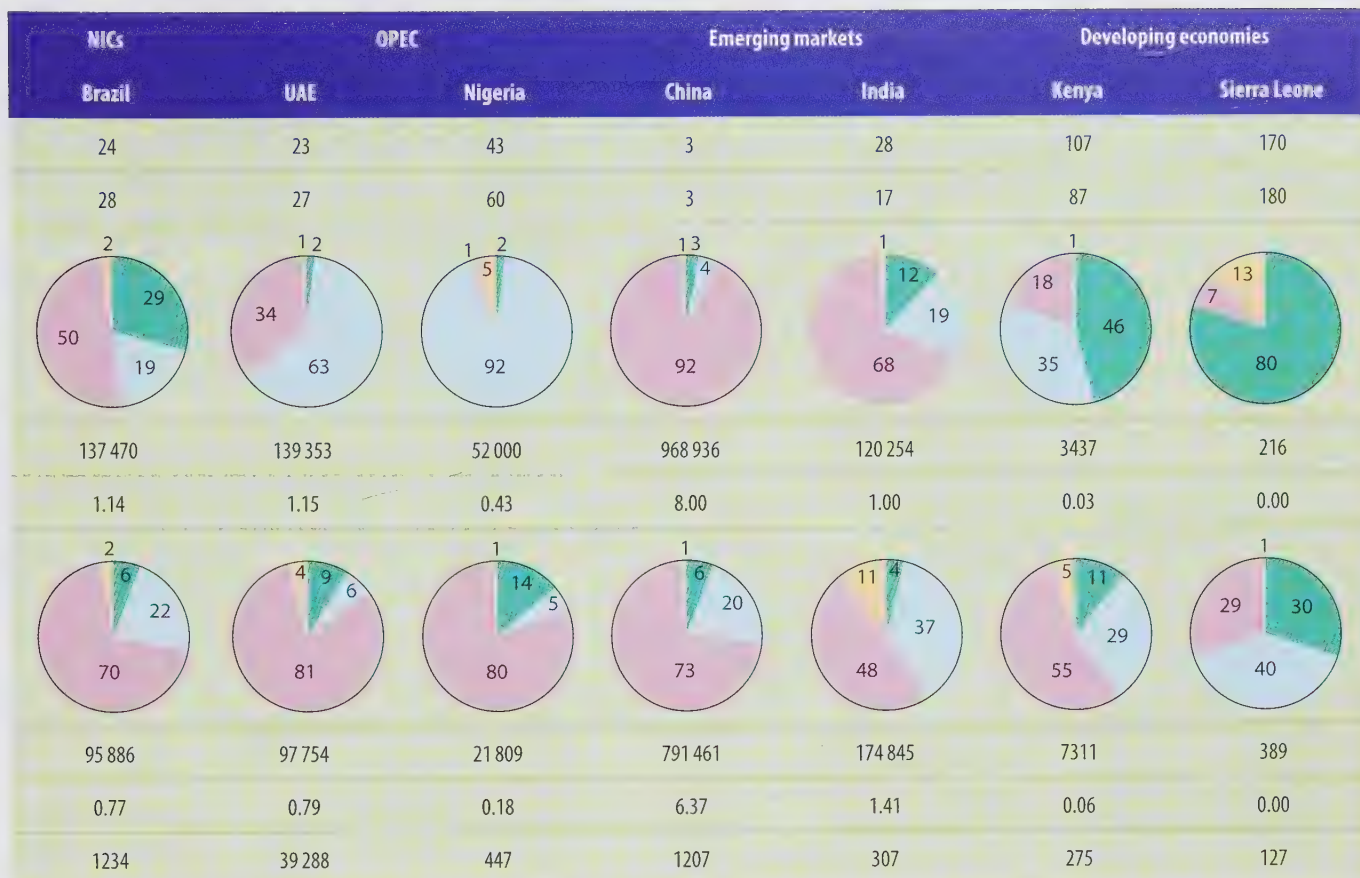 NICs OPEC Emerging markets Developing economies
Brazil UAE Nigeria China India Kenya Sierra Leone
24 23 43 3 28 107 170
28 27 60 3 17 87 180
2 29 19 50
1 2 63 34
1 5 2 92
1 3 4 92
1 12 19 68
1 46 35 18
13 7 80
137 470 139 353 52 000 968 936 120 254 3437 216
1.14 1.15 0.43 8.00 1.00 0.03 0.00
2 6 22 70
4 9 6 81
1 14 5 80
1 6 20 73
11 4 37 48
5 11 29 55
1 30 40 29
95 886 97 754 21 809 791 461 174 845 7311 389
0.77 0.79 0.18 6.37 1.41 0.06 0.00
1234 39 288 447 1207 307 275 127